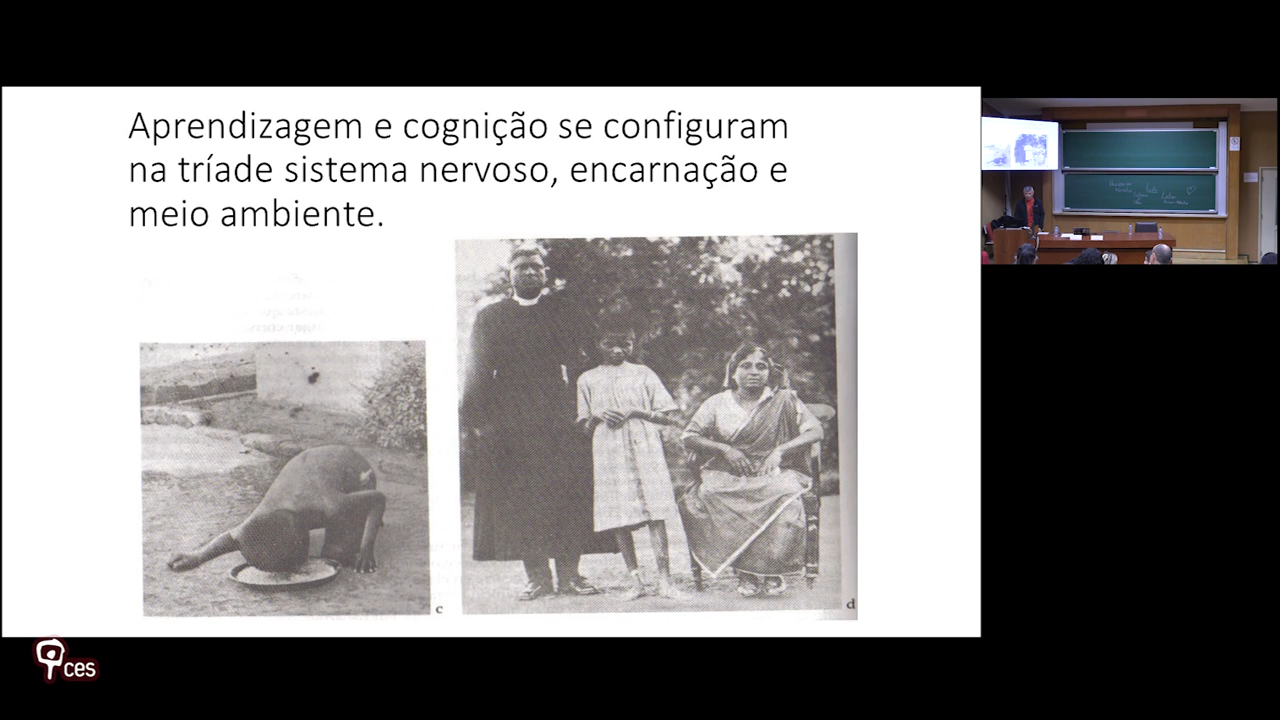 Aprendizagem e cognição se configuram
na tríade sistema nervoso, encarnação e
meio ambiente.
c
d
ces